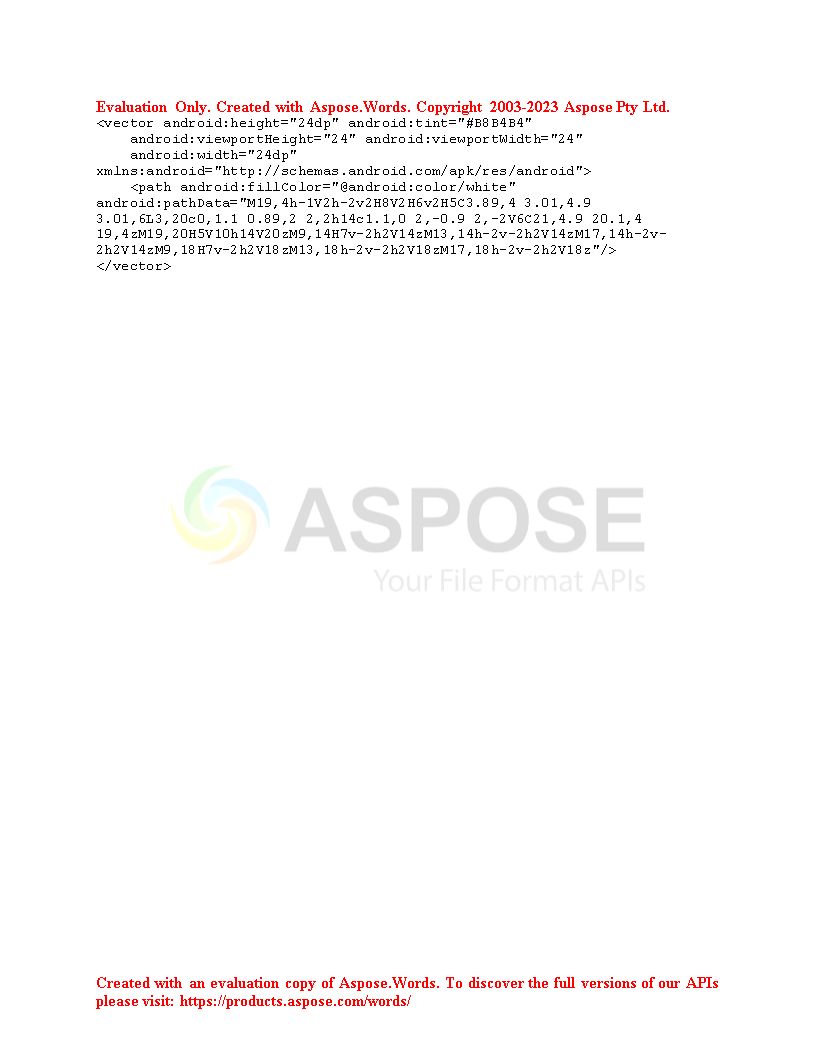 Evaluation Only. Created with Aspose.Words. Copyright 2003-2023 Aspose Pty Ltd.
<vector android:height="24dp" android:tint="#B8B4B4"
    android:viewportHeight="24" android:viewportWidth="24"
    android:width="24dp"
xmlns:android="http://schemas.android.com/apk/res/android">
    <path android:fillColor="@android:color/white"
android:pathData="M19,4h-1V2h-2v2H8V2H6v2H5C3.89,4 3.01,4.9
3.01,6L3,20c0,1.1 0.89,2 2,2h14c1.1,0 2,-0.9 2,-2V6C21,4.9 20.1,4
19,4zM19,20H5V10h14V20zM9,14H7v-2h2V14zM13,14h-2v-2h2V14zM17,14h-2v-
2h2V14zM9,18H7v-2h2V18zM13,18h-2v-2h2V18zM17,18h-2v-2h2V18z"/>
</vector>
ASPOSE
Your File Format APIs
Created with an evaluation copy of Aspose.Words. To discover the full versions of our APIs
please visit: https://products.aspose.com/words/